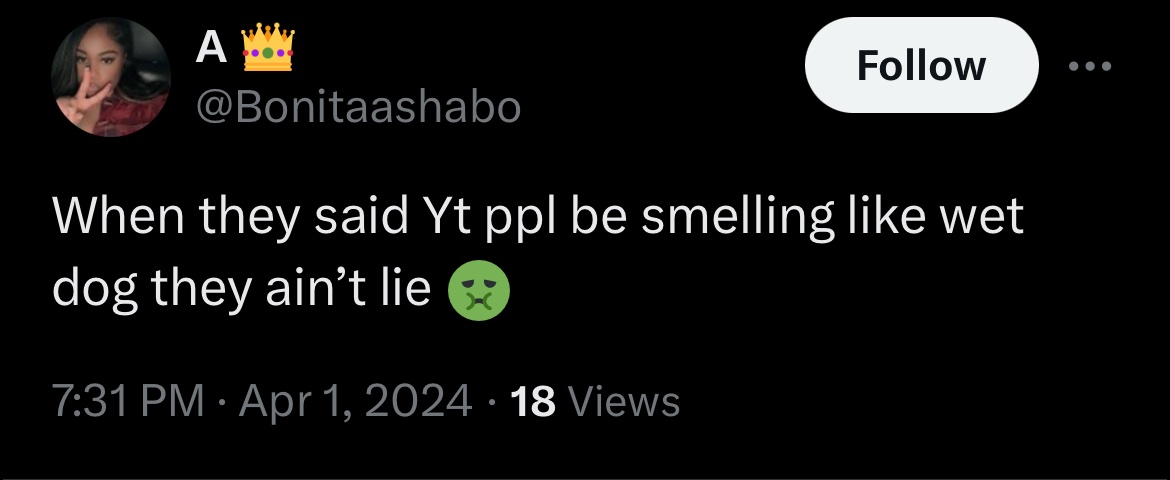 A 👑
Follow
@Bonitaashabo
When they said Yt ppl be smelling like wet
dog they ain’t lie 🤢
7:31 PM · Apr 1, 2024 · 18 Views